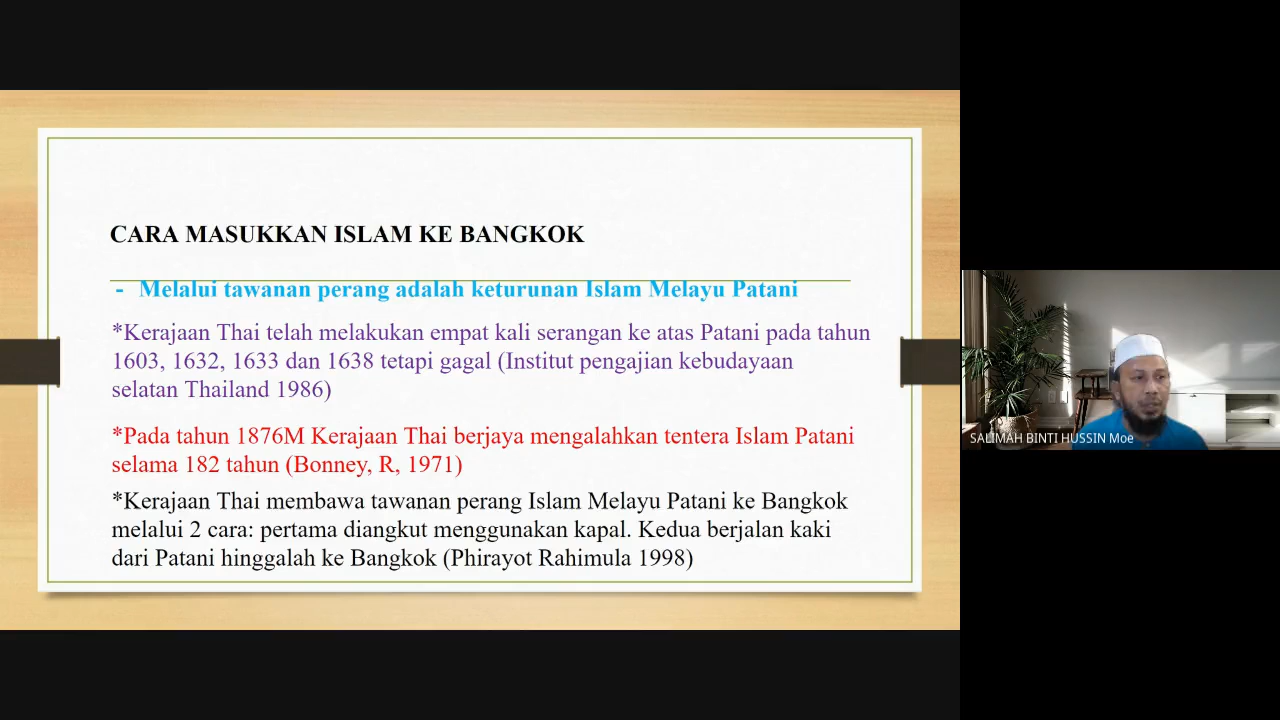 CARA MASUKKAN ISLAM KE BANGKOK
- Melalui tawanan perang adalah keturunan Islam Melayu Patani
*Kerajaan Thai telah melakukan empat kali serangan ke atas Patani pada tahun
1603, 1632, 1633 dan 1638 tetapi gagal (Institut pengajian kebudayaan
selatan Thailand 1986)
*Pada tahun 1876M Kerajaan Thai berjaya mengalahkan tentera Islam Patani
selama 182 tahun (Bonney, R, 1971)
*Kerajaan Thai membawa tawanan perang Islam Melayu Patani ke Bangkok
melalui 2 cara: pertama diangkut menggunakan kapal. Kedua berjalan kaki
dari Patani hinggalah ke Bangkok (Phirayot Rahimula 1998)
SALIMAH BINTI HUSSIN Moe